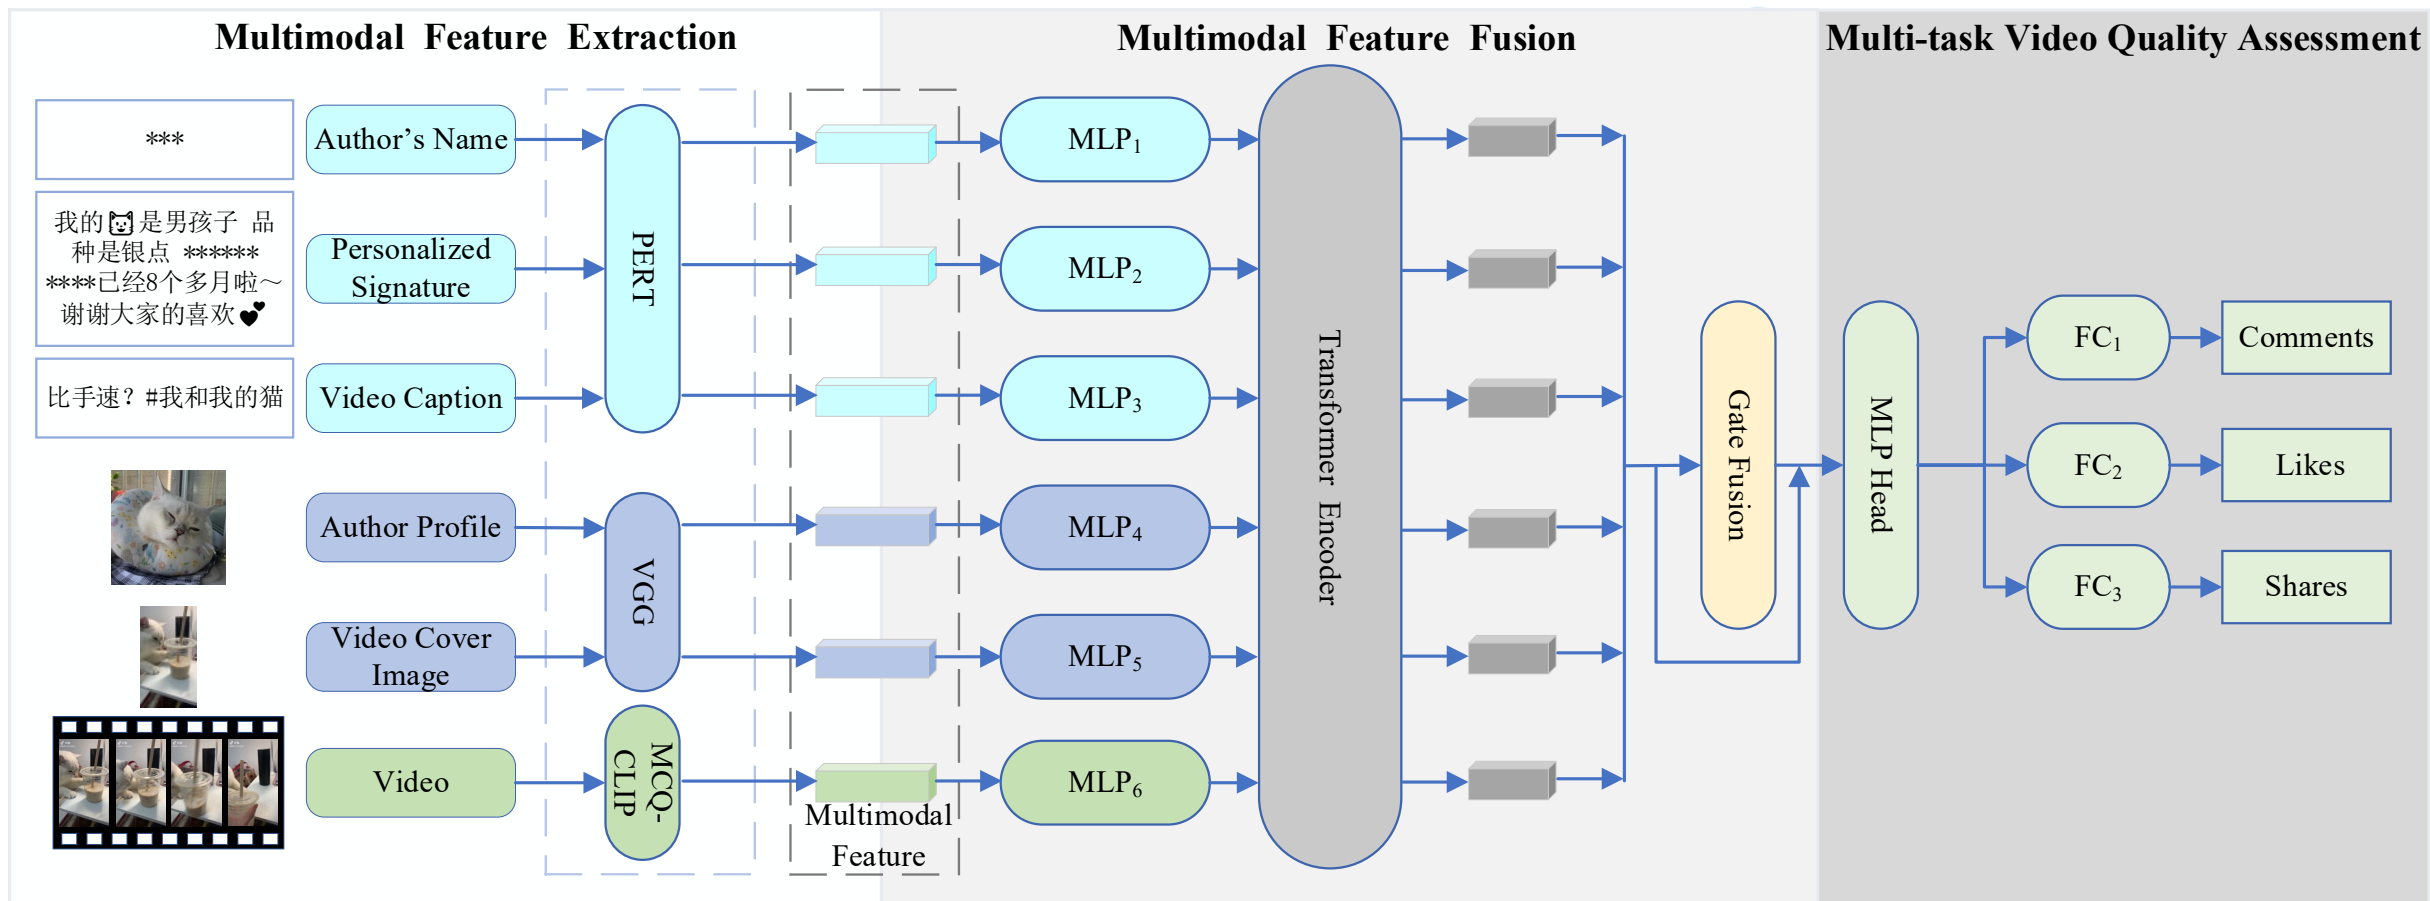 Multimodal Feature Extraction
Multimodal Feature Fusion
Multi-task Video Quality Assessment
***
Author's Name
我的🐱是男孩子 品
种是银点 ******
****已经8个多月啦～
谢谢大家的喜欢💕
Personalized
Signature
比手速？#我和我的猫
Video Caption
Author Profile
Video Cover
Image
Video
PERT
VGG
MCQ-
CLIP
Multimodal
Feature
MLP1
MLP2
MLP3
MLP4
MLP5
MLP6
Transformer Encoder
Gate Fusion
MLP Head
FC1
Comments
FC2
Likes
FC3
Shares